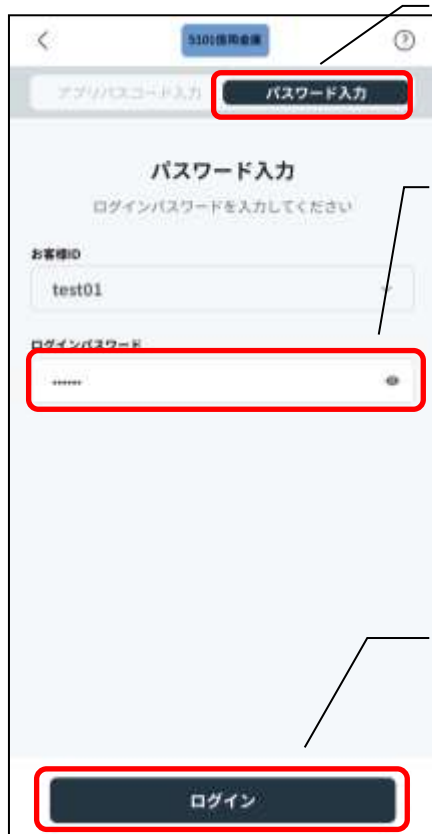 5101信用金庫
アプリパスコード入力
パスワード入力
パスワード入力
ログインパスワードを入力してください
お客様ID
test01
ログインパスワード
••••••
ログイン